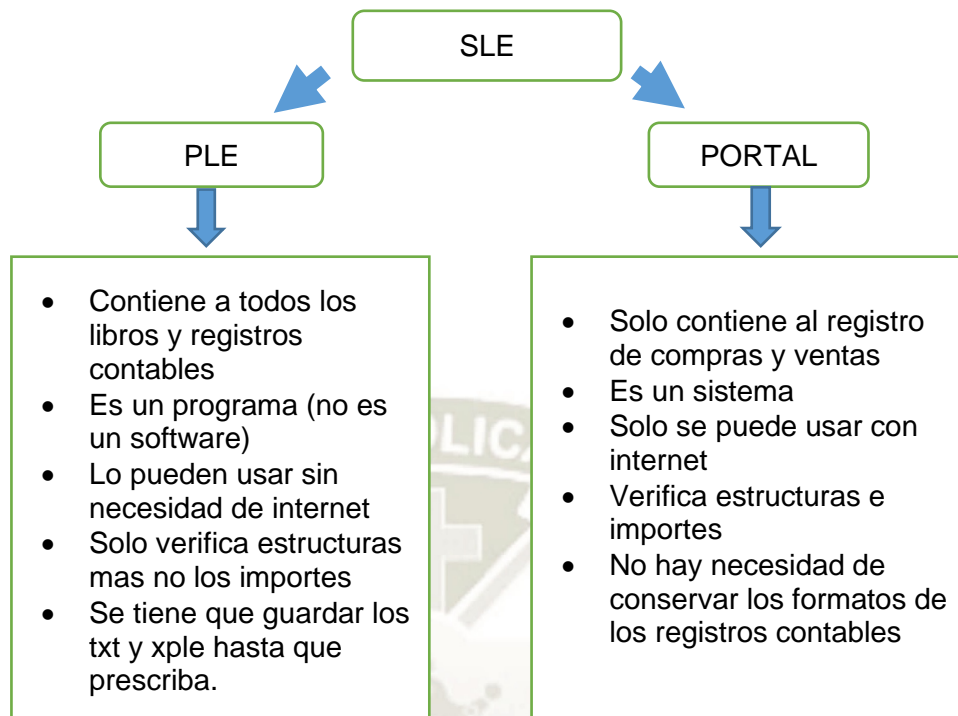 SLE
PLE
PORTAL
• Contiene a todos los
libros y registros
contables
• Es un programa (no es
un software)
• Lo pueden usar sin
necesidad de internet
• Solo verifica estructuras
mas no los importes
• Se tiene que guardar los
txt y xple hasta que
prescriba.
• Solo contiene al registro
de compras y ventas
• Es un sistema
• Solo se puede usar con
internet
• Verifica estructuras e
importes
• No hay necesidad de
conservar los formatos de
los registros contables